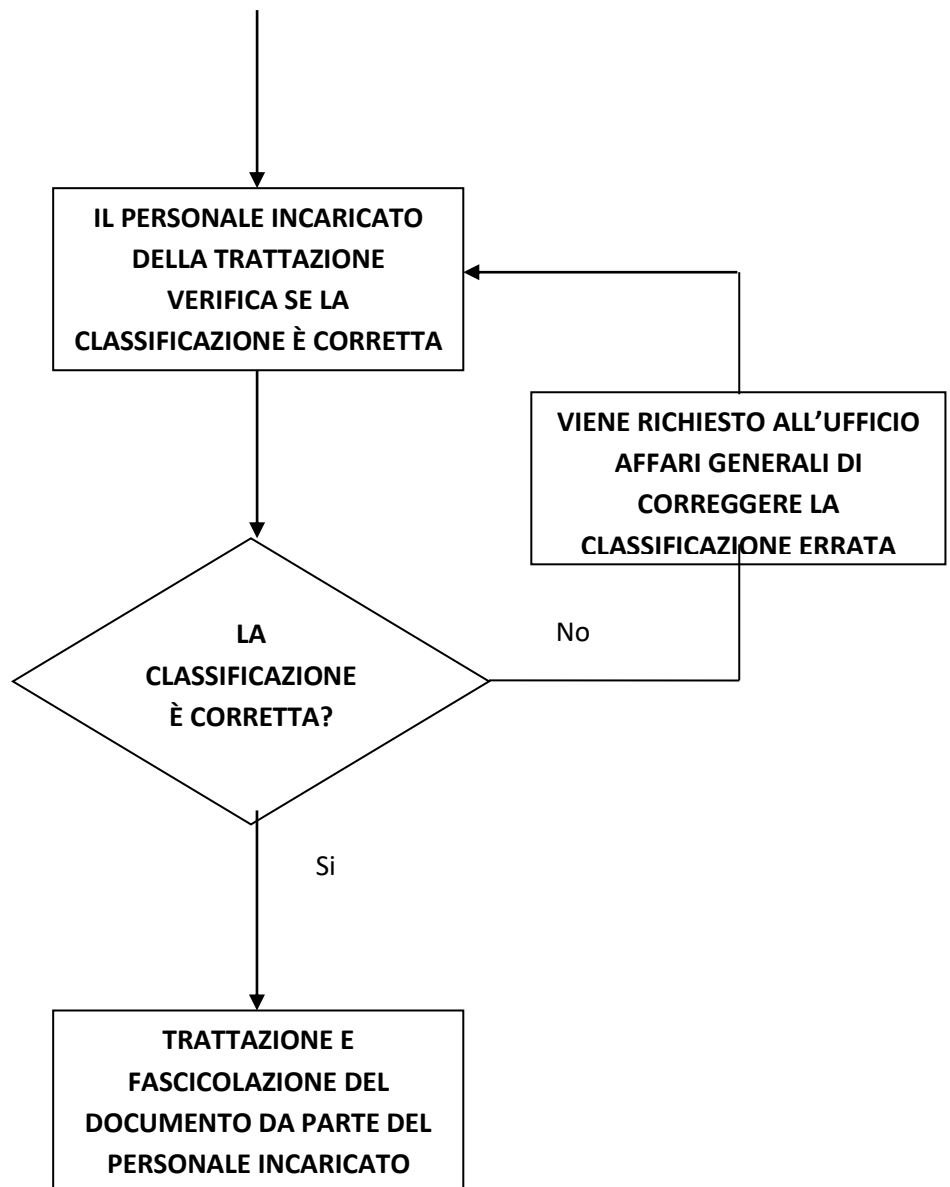 IL PERSONALE INCARICATO
DELLA TRATTAZIONE
VERIFICA SE LA
CLASSIFICAZIONE È CORRETTA
VIENE RICHIESTO ALL’UFFICIO
AFFARI GENERALI DI
CORREGGERE LA
CLASSIFICAZIONE ERRATA
LA
CLASSIFICAZIONE
È CORRETTA?
No
Si
TRATTAZIONE E
FASCICOLAZIONE DEL
DOCUMENTO DA PARTE DEL
PERSONALE INCARICATO